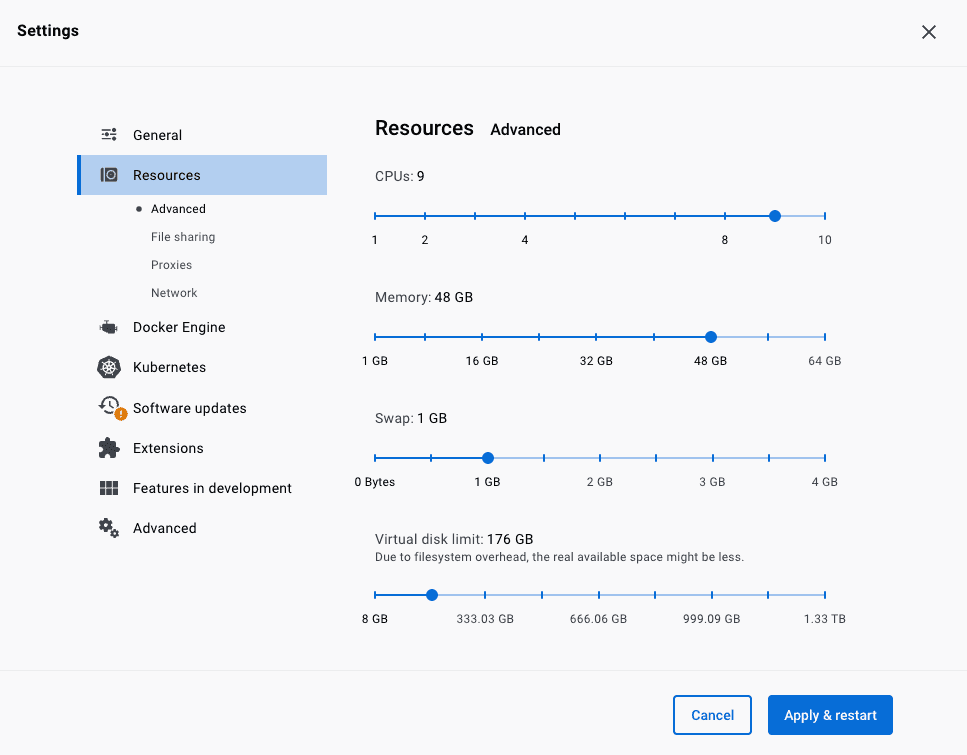 Settings
General
Resources
Advanced
File sharing
Proxies
Network
Docker Engine
Kubernetes
Software updates
Extensions
Features in development
Advanced
Resources Advanced
CPUs: 9
1 2 4 8 10
Memory: 48 GB
1 GB 16 GB 32 GB 48 GB 64 GB
Swap: 1 GB
0 Bytes 1 GB 2 GB 3 GB 4 GB
Virtual disk limit: 176 GB
Due to filesystem overhead, the real available space might be less.
8 GB 333.03 GB 666.06 GB 999.09 GB 1.33 TB
Cancel Apply & restart